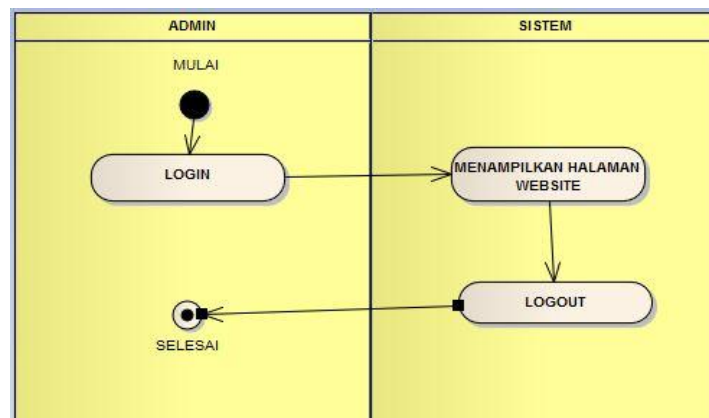 ADMIN
SISTEM
MULAI
LOGIN
MENAMPILKAN HALAMAN
WEBSITE
LOGOUT
SELESAI